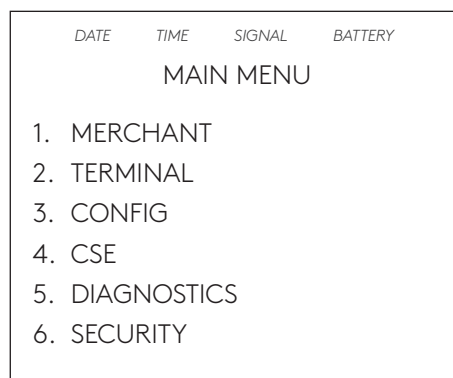 DATE TIME SIGNAL BATTERY
MAIN MENU
1. MERCHANT
2. TERMINAL
3. CONFIG
4. CSE
5. DIAGNOSTICS
6. SECURITY